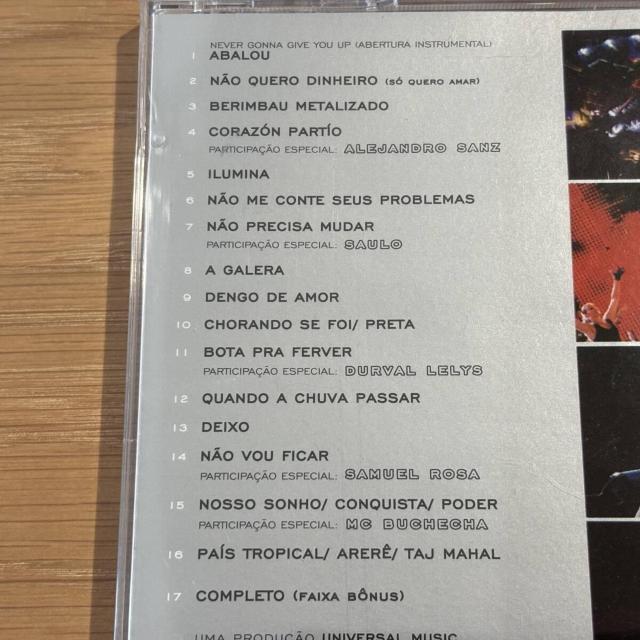 NEVER GONNA GIVE YOU UP (ABERTURA INSTRUMENTAL)
1 ABALOU
2 NÃO QUERO DINHEIRO (SÓ QUERO AMAR)
3 BERIMBAU METALIZADO
4 CORAZÓN PARTÍO
PARTICIPAÇÃO ESPECIAL: ALEJANDRO SANZ
5 ILUMINA
6 NÃO ME CONTE SEUS PROBLEMAS
7 NÃO PRECISA MUDAR
PARTICIPAÇÃO ESPECIAL: SAULO
8 A GALERA
9 DENGO DE AMOR
10 CHORANDO SE FOI/ PRETA
11 BOTA PRA FERVER
PARTICIPAÇÃO ESPECIAL: DURVAL LELYS
12 QUANDO A CHUVA PASSAR
13 DEIXO
14 NÃO VOU FICAR
PARTICIPAÇÃO ESPECIAL: SAMUEL ROSA
15 NOSSO SONHO/ CONQUISTA/ PODER
PARTICIPAÇÃO ESPECIAL: MC BUCHECHA
16 PAÍS TROPICAL/ ARERÊ/ TAJ MAHAL
17 COMPLETO (FAIXA BÔNUS)
UMA PRODUÇÃO UNIVERSAL MUSIC